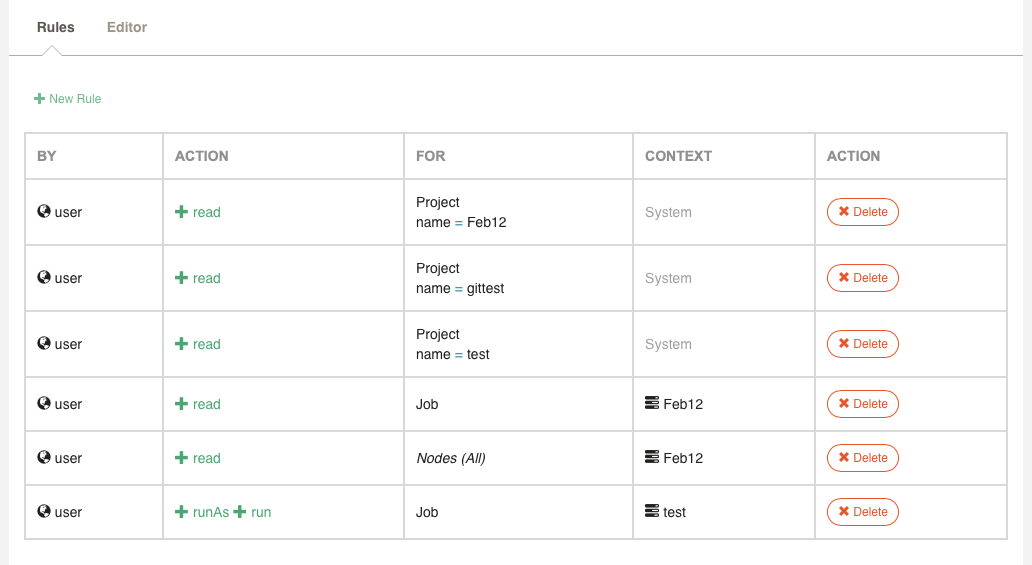 Rules Editor
New Rule
BY ACTION FOR CONTEXT ACTION
user read Project System Delete
name = Feb12
user read Project System Delete
name = gittest
user read Project System Delete
name = test
user read Job Feb12 Delete
user read Nodes (All) Feb12 Delete
user runAs run Job test Delete